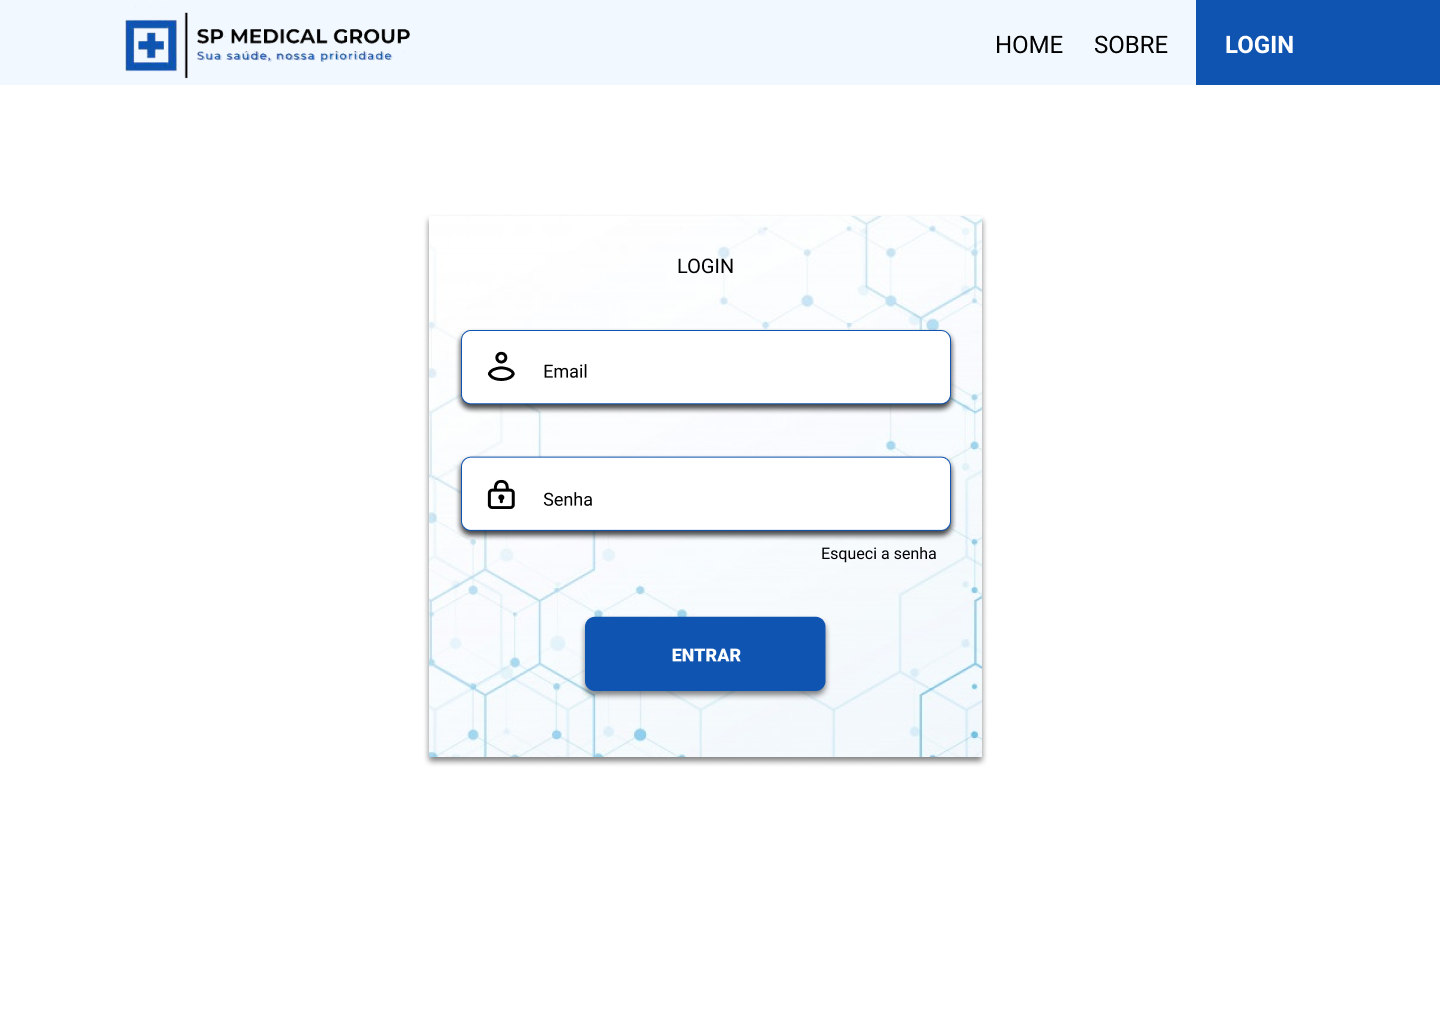 SP MEDICAL GROUP
Sua saúde, nossa prioridade
HOME SOBRE LOGIN
LOGIN
Email
Senha
Esqueci a senha
ENTRAR